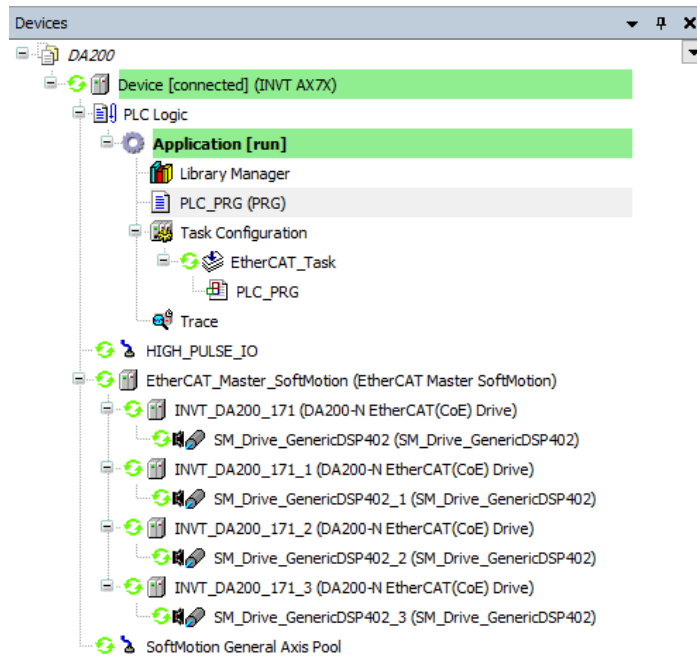 Devices
DA200
Device [connected] (INVT AX7X)
PLC Logic
Application [run]
Library Manager
PLC_PRG (PRG)
Task Configuration
EtherCAT_Task
PLC_PRG
Trace
HIGH_PULSE_IO
EtherCAT_Master_SoftMotion (EtherCAT Master SoftMotion)
INVT_DA200_171 (DA200-N EtherCAT(CoE) Drive)
SM_Drive_GenericDSP402 (SM_Drive_GenericDSP402)
INVT_DA200_171_1 (DA200-N EtherCAT(CoE) Drive)
SM_Drive_GenericDSP402_1 (SM_Drive_GenericDSP402)
INVT_DA200_171_2 (DA200-N EtherCAT(CoE) Drive)
SM_Drive_GenericDSP402_2 (SM_Drive_GenericDSP402)
INVT_DA200_171_3 (DA200-N EtherCAT(CoE) Drive)
SM_Drive_GenericDSP402_3 (SM_Drive_GenericDSP402)
SoftMotion General Axis Pool